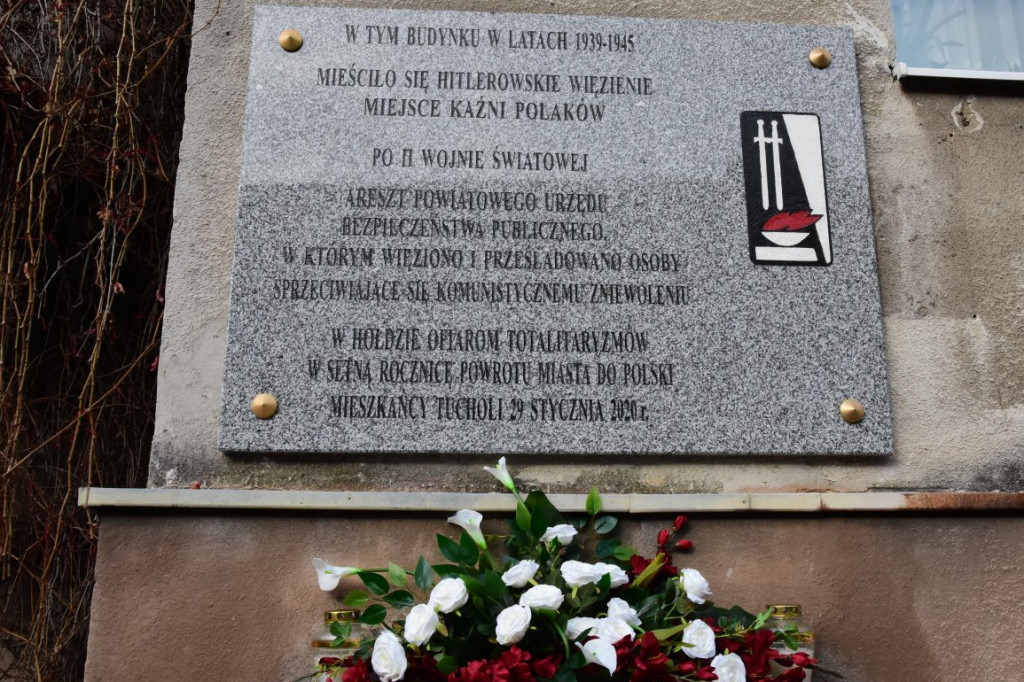 W TYM BUDYNKU W LATACH 1939-1945
MIEŚCIŁO SIĘ HITLEROWSKIE WIĘZIENIE
MIEJSCE KAŹNI POLAKÓW
PO II WOJNIE ŚWIATOWEJ
ARESZT POWIATOWEGO URZĘDU
BEZPIECZEŃSTWA PUBLICZNEGO,
W KTÓRYM WIĘZIONO I PRZEŚLADOWANO OSOBY
SPRZECIWIAJĄCE SIĘ KOMUNISTYCZNEMU ZNIEWOLENIU
W HOŁDZIE OFIAROM TOTALITARYZMÓW
W SETNĄ ROCZNICĘ POWROTU MIASTA DO POLSKI
MIESZKAŃCY TUCHOLI 29 STYCZNIA 2020 r.